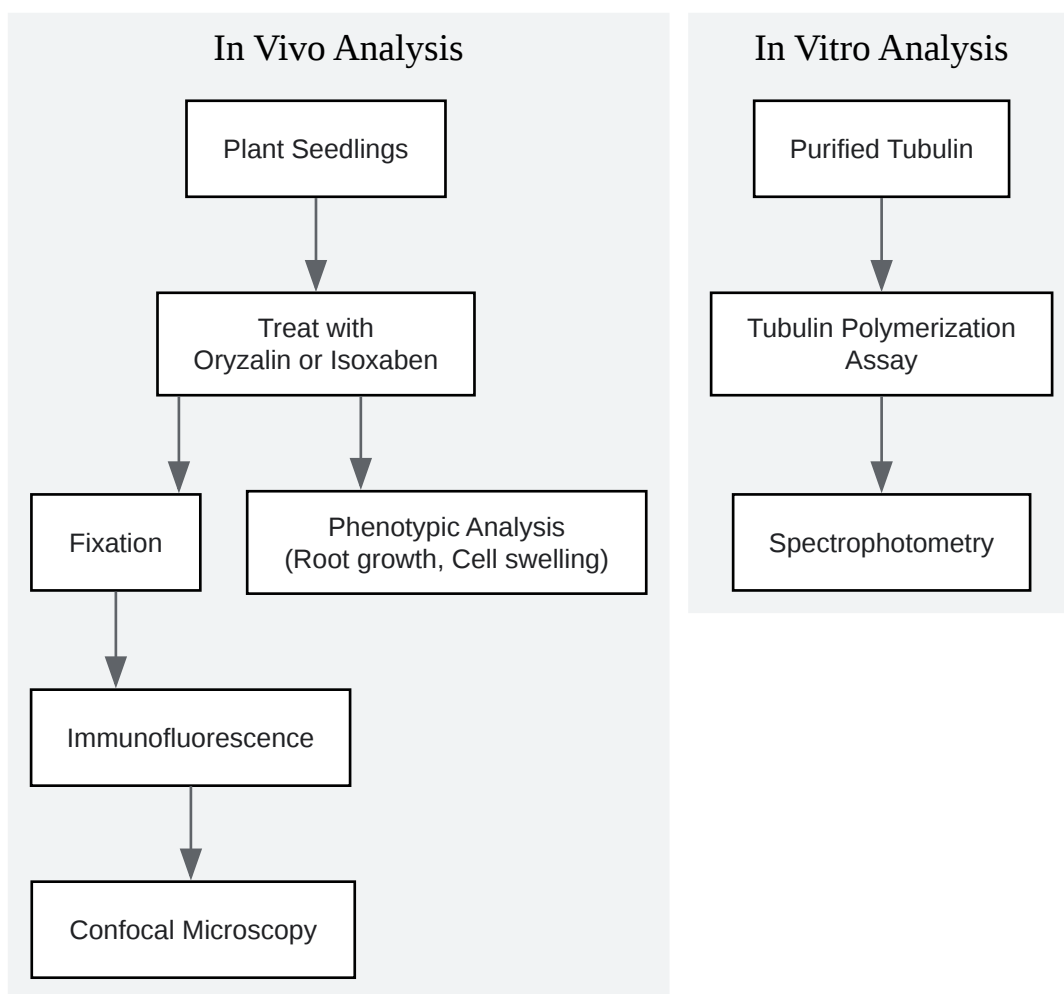 In Vivo Analysis
Plant Seedlings
Treat with
Oryzalin or Isoxaben
Fixation
Phenotypic Analysis
(Root growth, Cell swelling)
Immunofluorescence
Confocal Microscopy
In Vitro Analysis
Purified Tubulin
Tubulin Polymerization
Assay
Spectrophotometry